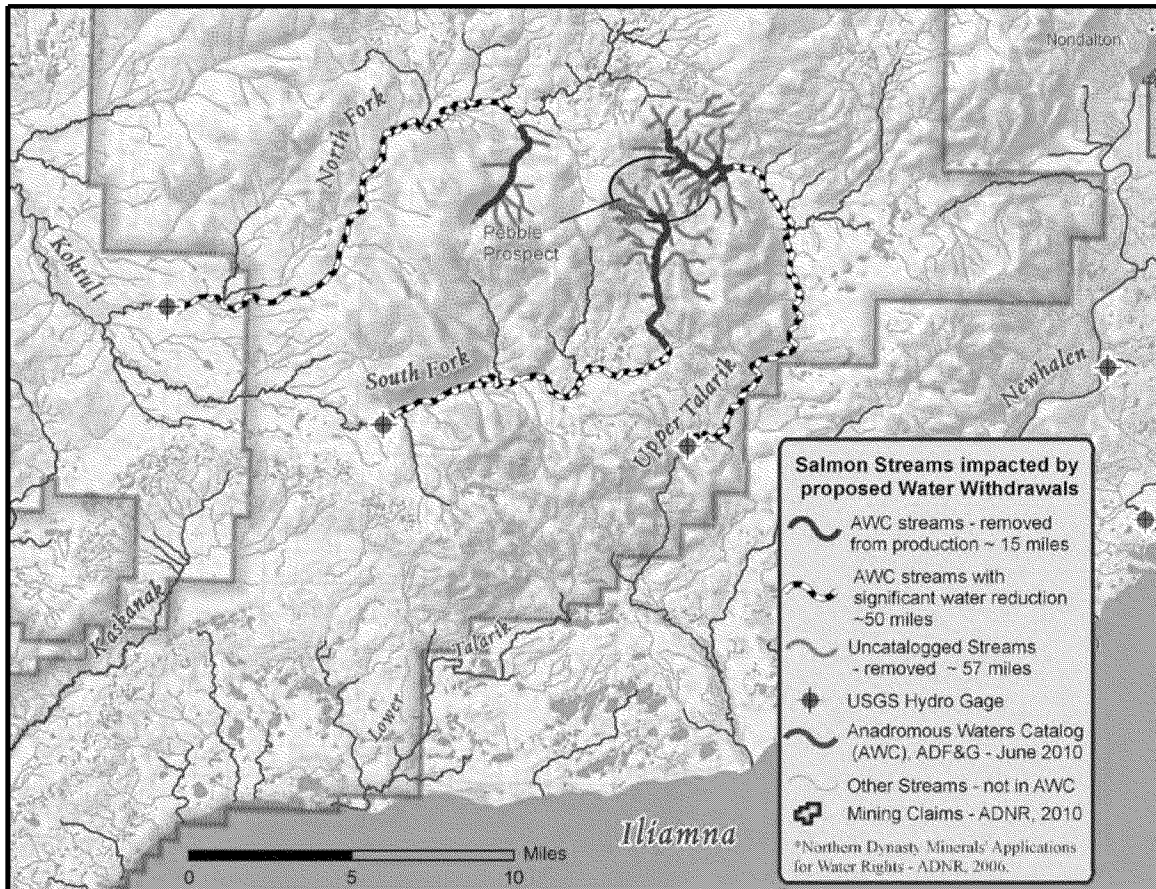 Nondalton
North Fork
Pebble
Prospect
Koktuli
South Fork
Upper Talarik
Newhalen
Kaskanak
Talarik
Lower
Iliamna
Miles
0 5 10
Salmon Streams impacted by
proposed Water Withdrawals
AWC streams - removed
from production ~ 15 miles
AWC streams with
significant water reduction
~50 miles
Uncatalogged Streams
- removed ~ 57 miles
USGS Hydro Gage
Anadromous Waters Catalog
(AWC), ADF&G - June 2010
Other Streams - not in AWC
Mining Claims - ADNR, 2010
*Northern Dynasty Minerals' Applications
for Water Rights - ADNR, 2006.